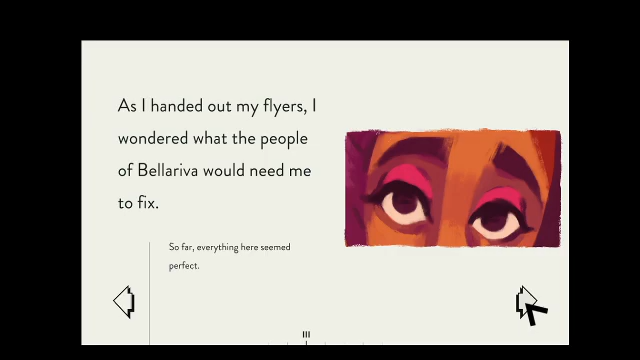 As I handed out my flyers, I
wondered what the people
of Bellariva would need me
to fix.
So far, everything here seemed
perfect.